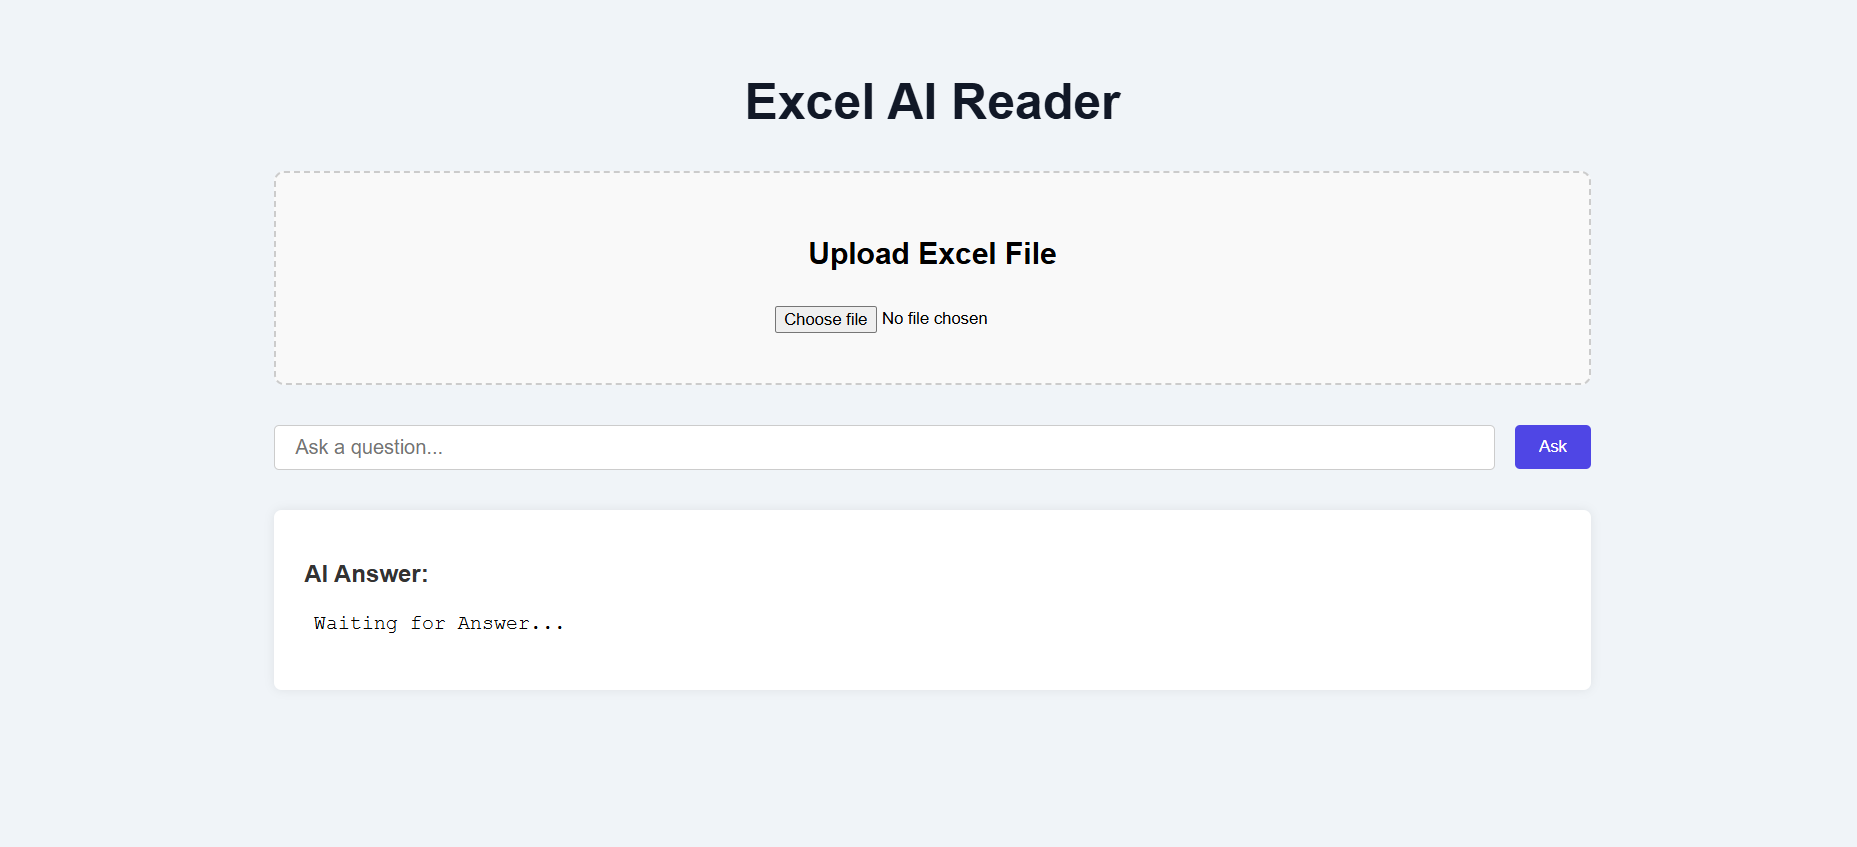 Excel AI Reader
Upload Excel File
Choose file No file chosen
Ask a question... Ask
AI Answer:
Waiting for Answer...